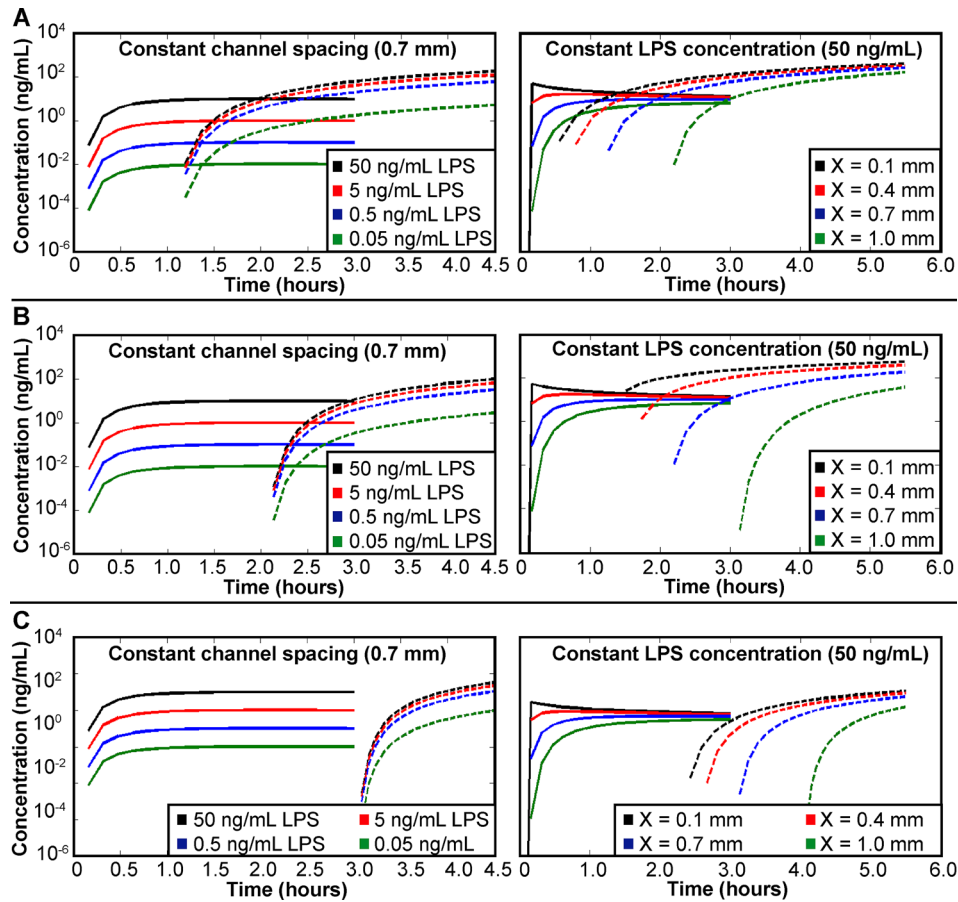 A
Constant channel spacing (0.7 mm)
Constant LPS concentration (50 ng/mL)
Concentration (ng/mL)
10^4
10^2
10^0
10^-2
10^-4
10^-6
50 ng/mL LPS
5 ng/mL LPS
0.5 ng/mL LPS
0.05 ng/mL LPS
X = 0.1 mm
X = 0.4 mm
X = 0.7 mm
X = 1.0 mm
0.0 0.5 1.0 1.5 2.0 2.5 3.0 3.5 4.0 4.5
0.0 1.0 2.0 3.0 4.0 5.0 6.0
Time (hours)
Time (hours)
B
Constant channel spacing (0.7 mm)
Constant LPS concentration (50 ng/mL)
Concentration (ng/mL)
10^4
10^2
10^0
10^-2
10^-4
10^-6
50 ng/mL LPS
5 ng/mL LPS
0.5 ng/mL LPS
0.05 ng/mL LPS
X = 0.1 mm
X = 0.4 mm
X = 0.7 mm
X = 1.0 mm
0.0 0.5 1.0 1.5 2.0 2.5 3.0 3.5 4.0 4.5
0.0 1.0 2.0 3.0 4.0 5.0 6.0
Time (hours)
Time (hours)
C
Constant channel spacing (0.7 mm)
Constant LPS concentration (50 ng/mL)
Concentration (ng/mL)
10^4
10^2
10^0
10^-2
10^-4
10^-6
50 ng/mL LPS 5 ng/mL LPS
0.5 ng/mL LPS 0.05 ng/mL
X = 0.1 mm X = 0.4 mm
X = 0.7 mm X = 1.0 mm
0.0 0.5 1.0 1.5 2.0 2.5 3.0 3.5 4.0 4.5
0.0 1.0 2.0 3.0 4.0 5.0 6.0
Time (hours)
Time (hours)